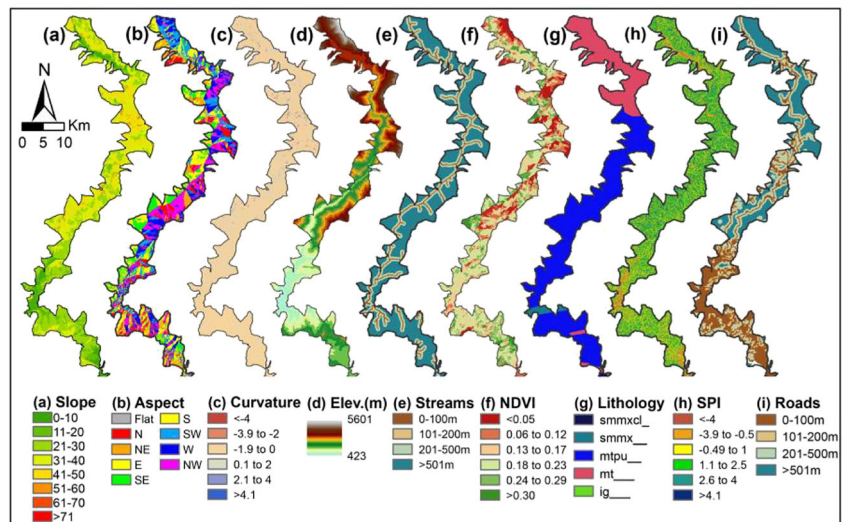 (a) (b) (c) (d) (e) (f) (g) (h) (i)
N
Km
0 5 10
(a) Slope
0-10
11-20
21-30
31-40
41-50
51-60
61-70
>71
(b) Aspect
Flat
N
NE
E
SE
S
SW
W
NW
(c) Curvature
<-4
-3.9 to -2
-1.9 to 0
0.1 to 2
2.1 to 4
>4.1
(d) Elev.(m)
5601
423
(e) Streams
0-100m
101-200m
201-500m
>501m
(f) NDVI
<0.05
0.06 to 0.12
0.13 to 0.17
0.18 to 0.23
0.24 to 0.29
>0.30
(g) Lithology
smmxcl_
smmx__
mtpu__
mt____
ig____
(h) SPI
<-4
-3.9 to -0.5
-0.49 to 1
1.1 to 2.5
2.6 to 4
>4.1
(i) Roads
0-100m
101-200m
201-500m
>501m